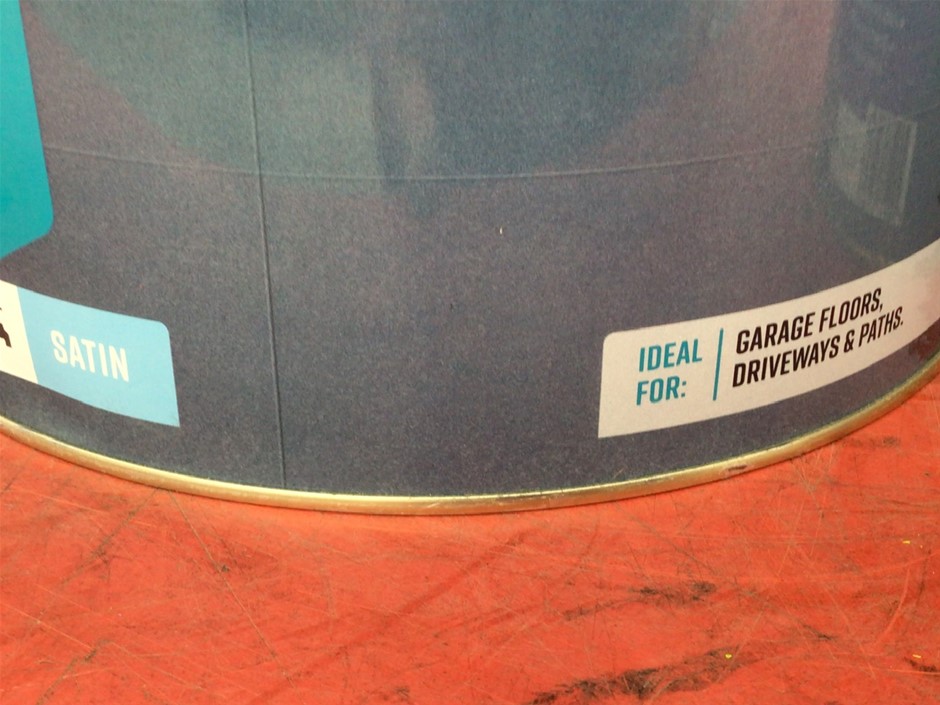 SATIN
IDEAL
FOR:
GARAGE FLOORS,
DRIVEWAYS & PATHS.